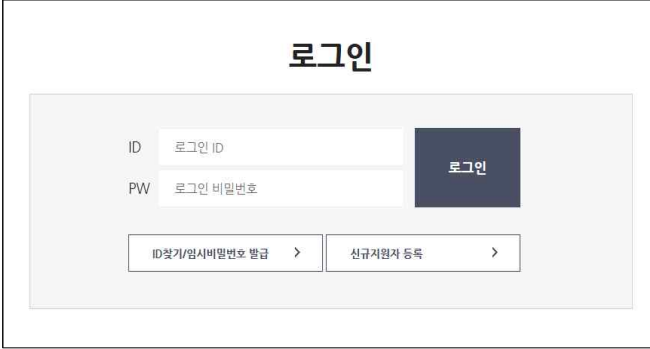 로그인
ID 로그인 ID
로그인
PW 로그인 비밀번호
ID찾기/임시비밀번호 발급 >
신규지원자 등록 >